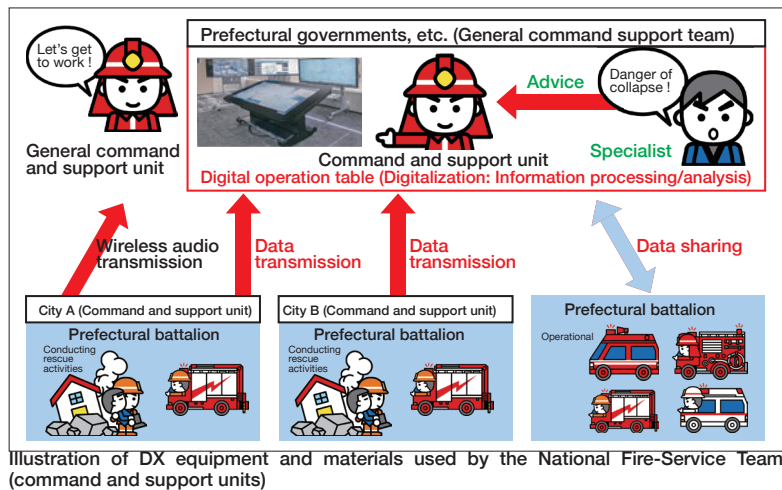 Let's get
to work !
General command
and support unit
Prefectural governments, etc. (General command support team)
Advice
Danger of
collapse !
Specialist
Command and support unit
Digital operation table (Digitalization: Information processing/analysis)
Wireless audio
transmission
Data
transmission
Data
transmission
Data sharing
City A (Command and support unit)
Prefectural battalion
Conducting
rescue
activities
City B (Command and support unit)
Prefectural battalion
Conducting
rescue
activities
Prefectural battalion
Operational
Illustration of DX equipment and materials used by the National Fire-Service Team
(command and support units)